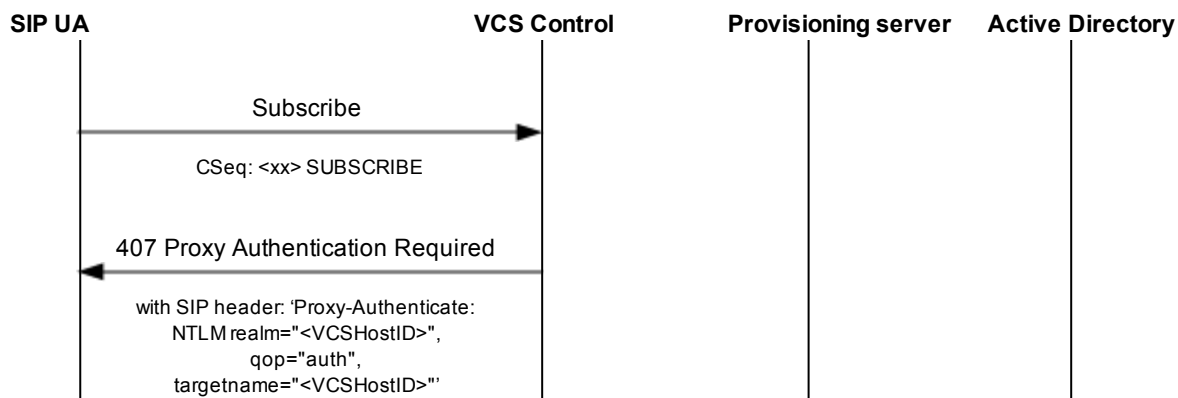 SIP UA VCS Control Provisioning server Active Directory
Subscribe
CSeq: <xx> SUBSCRIBE
407 Proxy Authentication Required
with SIP header: ‘Proxy-Authenticate:
NTLM realm="<VCSHostID>",
qop="auth",
targetname="<VCSHostID>"’